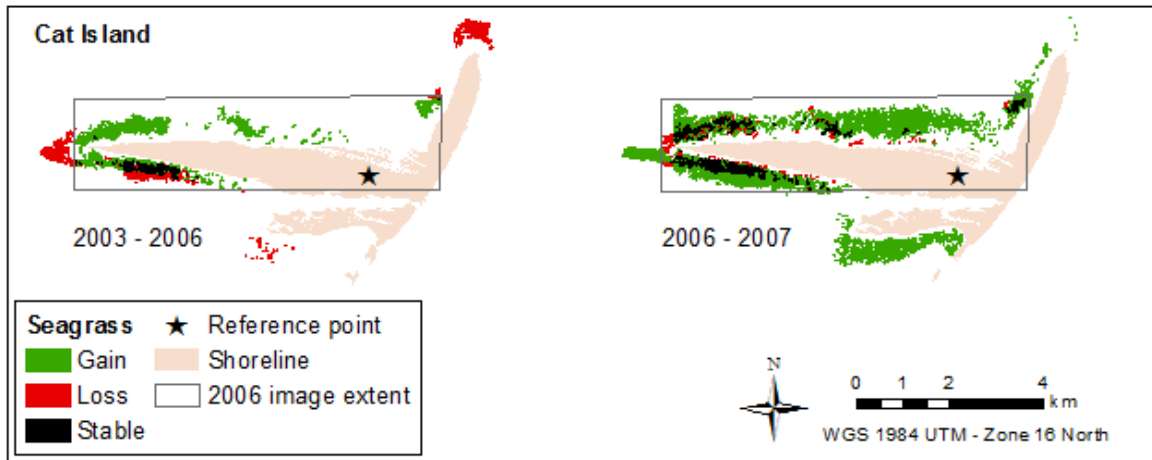 Cat Island
2003 - 2006
2006 - 2007
Seagrass
Gain
Loss
Stable
Reference point
Shoreline
2006 image extent
N
0 1 2 4
km
WGS 1984 UTM - Zone 16 North